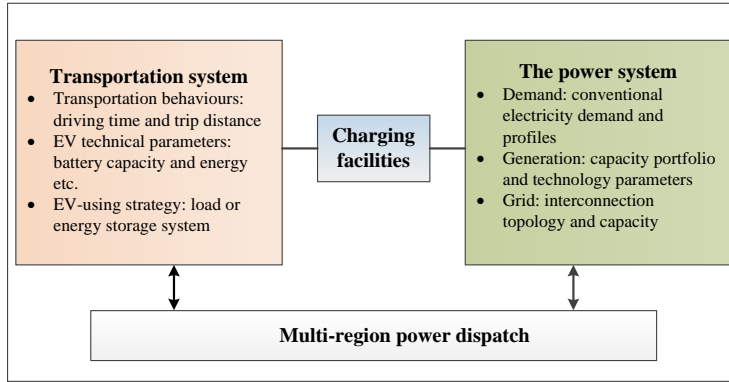 Transportation system
• Transportation behaviours:
driving time and trip distance
• EV technical parameters:
battery capacity and energy
etc.
• EV-using strategy: load or
energy storage system
Charging
facilities
The power system
• Demand: conventional
electricity demand and
profiles
• Generation: capacity portfolio
and technology parameters
• Grid: interconnection
topology and capacity
Multi-region power dispatch